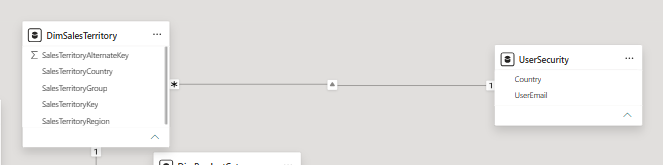 DimSalesTerritory
...
Σ SalesTerritoryAlternateKey
SalesTerritoryCountry
SalesTerritoryGroup
SalesTerritoryKey
SalesTerritoryRegion
*
1
UserSecurity
...
Country
UserEmail
1